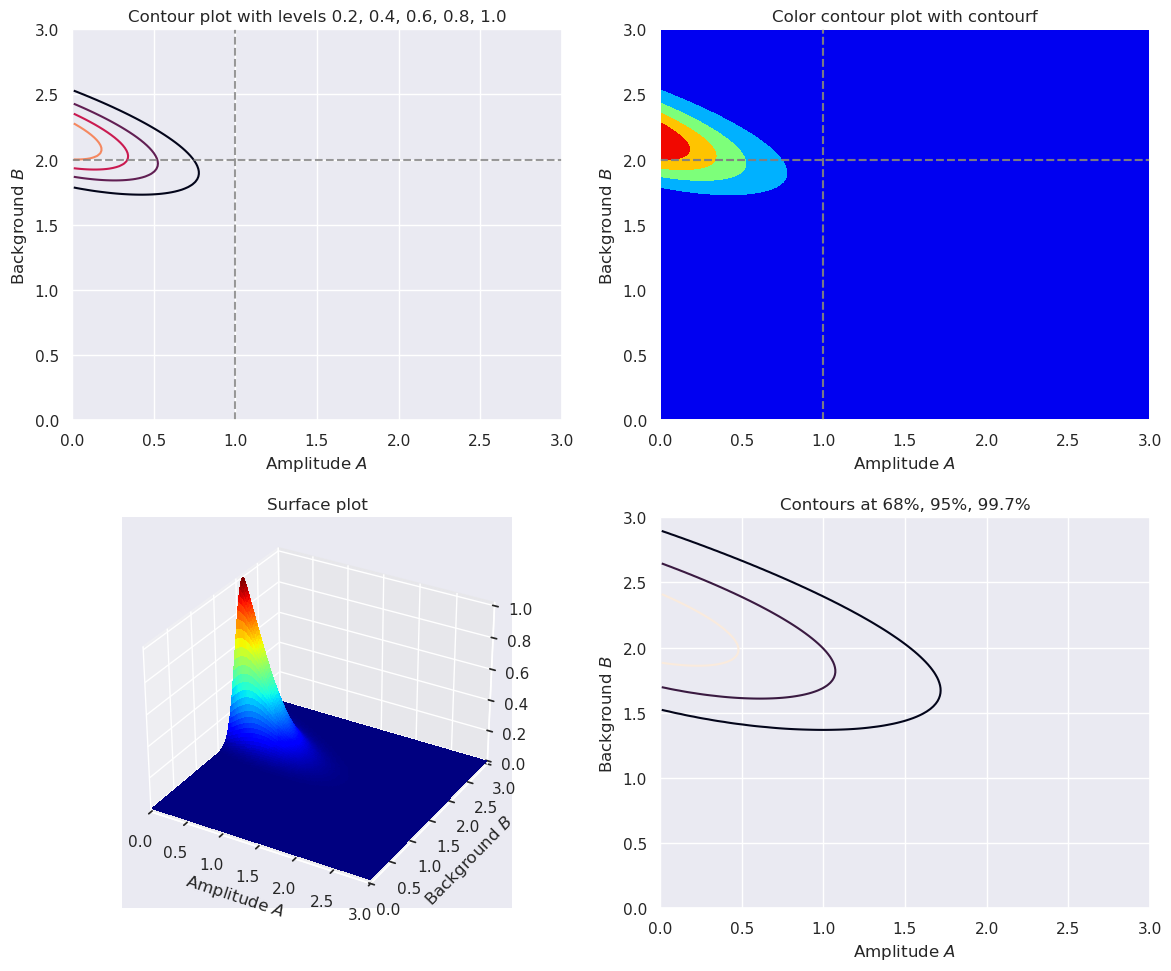 Contour plot with levels 0.2, 0.4, 0.6, 0.8, 1.0
3.0
2.5
2.0
1.5
1.0
0.5
0.0
Background B
0.0 0.5 1.0 1.5 2.0 2.5 3.0
Amplitude A
Color contour plot with contourf
3.0
2.5
2.0
1.5
1.0
0.5
0.0
Background B
0.0 0.5 1.0 1.5 2.0 2.5 3.0
Amplitude A
Surface plot
1.0
0.8
0.6
0.4
0.2
0.0
0.0 0.5 1.0 1.5 2.0 2.5 3.0
Amplitude A
0.0 0.5 1.0 1.5 2.0 2.5 3.0
Background B
Contours at 68%, 95%, 99.7%
3.0
2.5
2.0
1.5
1.0
0.5
0.0
Background B
0.0 0.5 1.0 1.5 2.0 2.5 3.0
Amplitude A